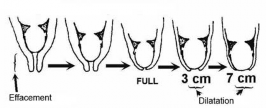 FULL
3 cm
7 cm
Effacement
Dilatation